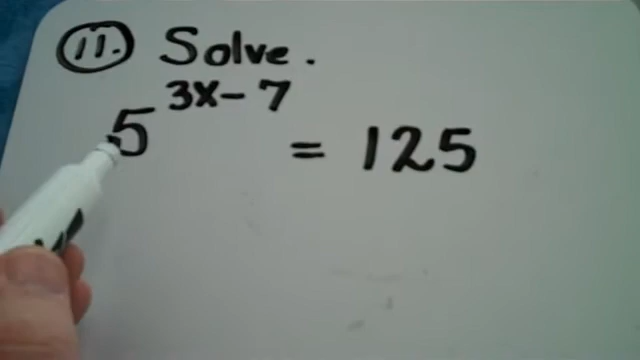 11. Solve.
5^(3x-7) = 125